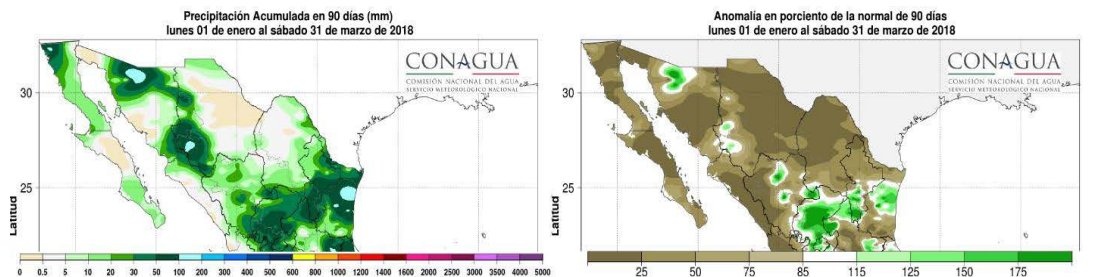 Precipitación Acumulada en 90 días (mm)
lunes 01 de enero al sábado 31 de marzo de 2018
CONAGUA
COMISIÓN NACIONAL DEL AGUA
SERVICIO METEOROLÓGICO NACIONAL
30
25
Latitud
0 0.5 5 10 20 30 50 100 200 300 400 500 600 800 1000 1200 1400 1600 2000 2500 3000 3500 4000 5000
Anomalía en porciento de la normal de 90 días
lunes 01 de enero al sábado 31 de marzo de 2018
CONAGUA
COMISIÓN NACIONAL DEL AGUA
SERVICIO METEOROLÓGICO NACIONAL
30
25
Latitud
25 50 75 85 115 125 150 175